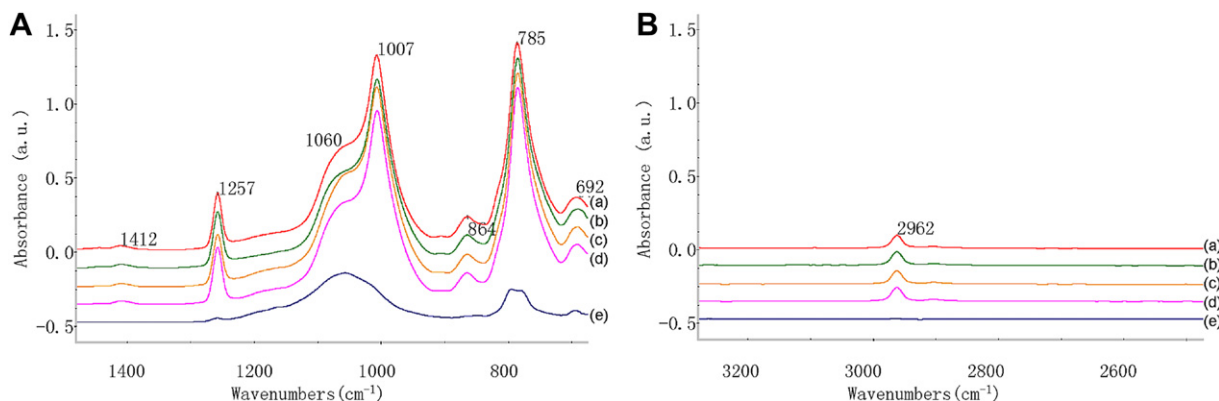 A
1.5
1.0
0.5
0.0
−0.5
Absorbance (a.u.)
1412
1257
1060
1007
864
785
692
(a)
(b)
(c)
(d)
(e)
1400
1200
1000
800
Wavenumbers(cm⁻¹)
B
1.5
1.0
0.5
0.0
−0.5
Absorbance (a.u.)
2962
(a)
(b)
(c)
(d)
(e)
3200
3000
2800
2600
Wavenumbers(cm⁻¹)